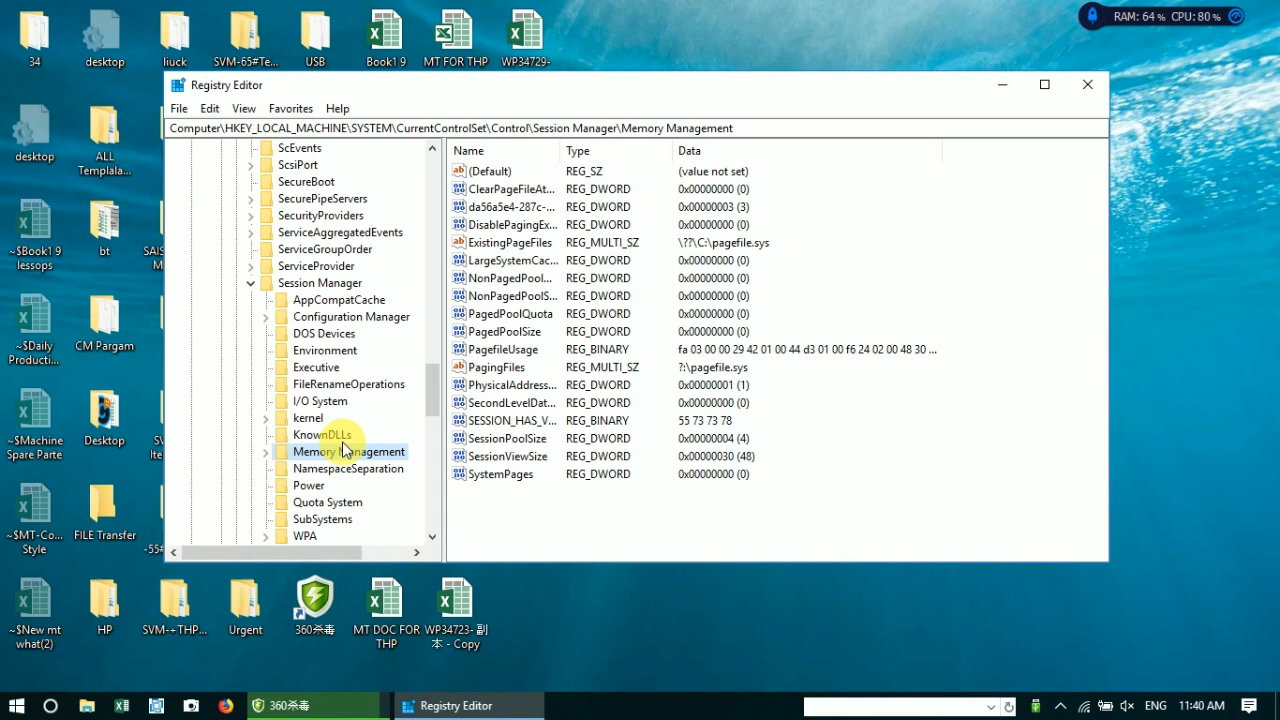 34
desktop
liuck
SVM-65#Te...
USB
Book1 9
MT FOR THP
WP34729-
RAM: 64 % CPU: 80 %
desktop
ALL
Templala...
~$Book1 9
lessops
bt
SAIS
M
~$Daily
Producti...
CM Pargam
~$Machine
Spare Parte
Desktop
SV
Ite
~$MT-Co...
Style
FILE Transfer
-55#
~$New mt
what(2)
HP
SVM-+THP...
Urgent
360杀毒
MT DOC FOR
THP
WP34723- 副
本 - Copy
Registry Editor
File Edit View Favorites Help
Computer\HKEY_LOCAL_MACHINE\SYSTEM\CurrentControlSet\Control\Session Manager\Memory Management
ScEvents
ScsiPort
SecureBoot
SecurePipeServers
SecurityProviders
ServiceAggregatedEvents
ServiceGroupOrder
ServiceProvider
Session Manager
AppCompatCache
Configuration Manager
DOS Devices
Environment
Executive
FileRenameOperations
I/O System
kernel
KnownDLLs
Memory Management
NamespaceSeparation
Power
Quota System
SubSystems
WPA
Name Type Data
(Default) REG_SZ (value not set)
ClearPageFileAt... REG_DWORD 0x00000000 (0)
da56a5e4-287c-... REG_DWORD 0x00000003 (3)
DisablePagingEx... REG_DWORD 0x00000000 (0)
ExistingPageFiles REG_MULTI_SZ \??\C:\pagefile.sys
LargeSystemCac... REG_DWORD 0x00000000 (0)
NonPagedPool... REG_DWORD 0x00000000 (0)
NonPagedPoolS... REG_DWORD 0x00000000 (0)
PagedPoolQuota REG_DWORD 0x00000000 (0)
PagedPoolSize REG_DWORD 0x00000000 (0)
PagefileUsage REG_BINARY fa 03 00 00 29 42 01 00 44 d3 01 00 f6 24 02 00 48 30 ...
PagingFiles REG_MULTI_SZ ?:\pagefile.sys
PhysicalAddress... REG_DWORD 0x00000001 (1)
SecondLevelDat... REG_DWORD 0x00000000 (0)
SESSION_HAS_V... REG_BINARY 55 73 73 78
SessionPoolSize REG_DWORD 0x00000004 (4)
SessionViewSize REG_DWORD 0x00000030 (48)
SystemPages REG_DWORD 0x00000000 (0)
360杀毒
Registry Editor
ENG
11:40 AM